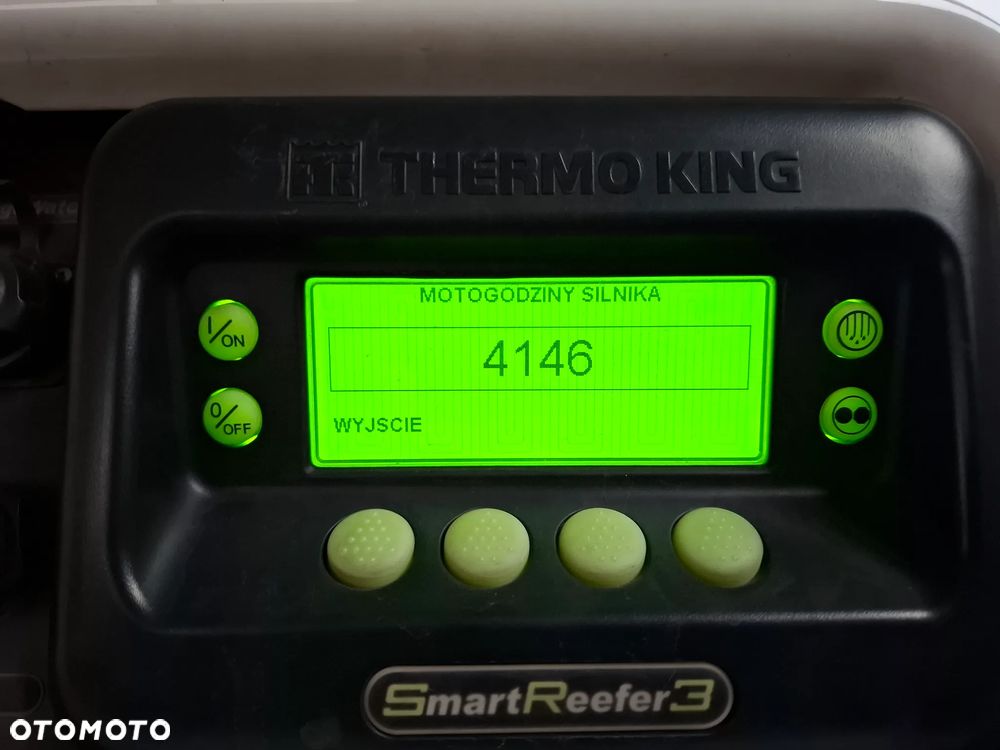 THERMO KING
MOTOGODZINY SILNIKA
4146
WYJSCIE
I/ON
0/OFF
SmartReefer3
OTOMOTO